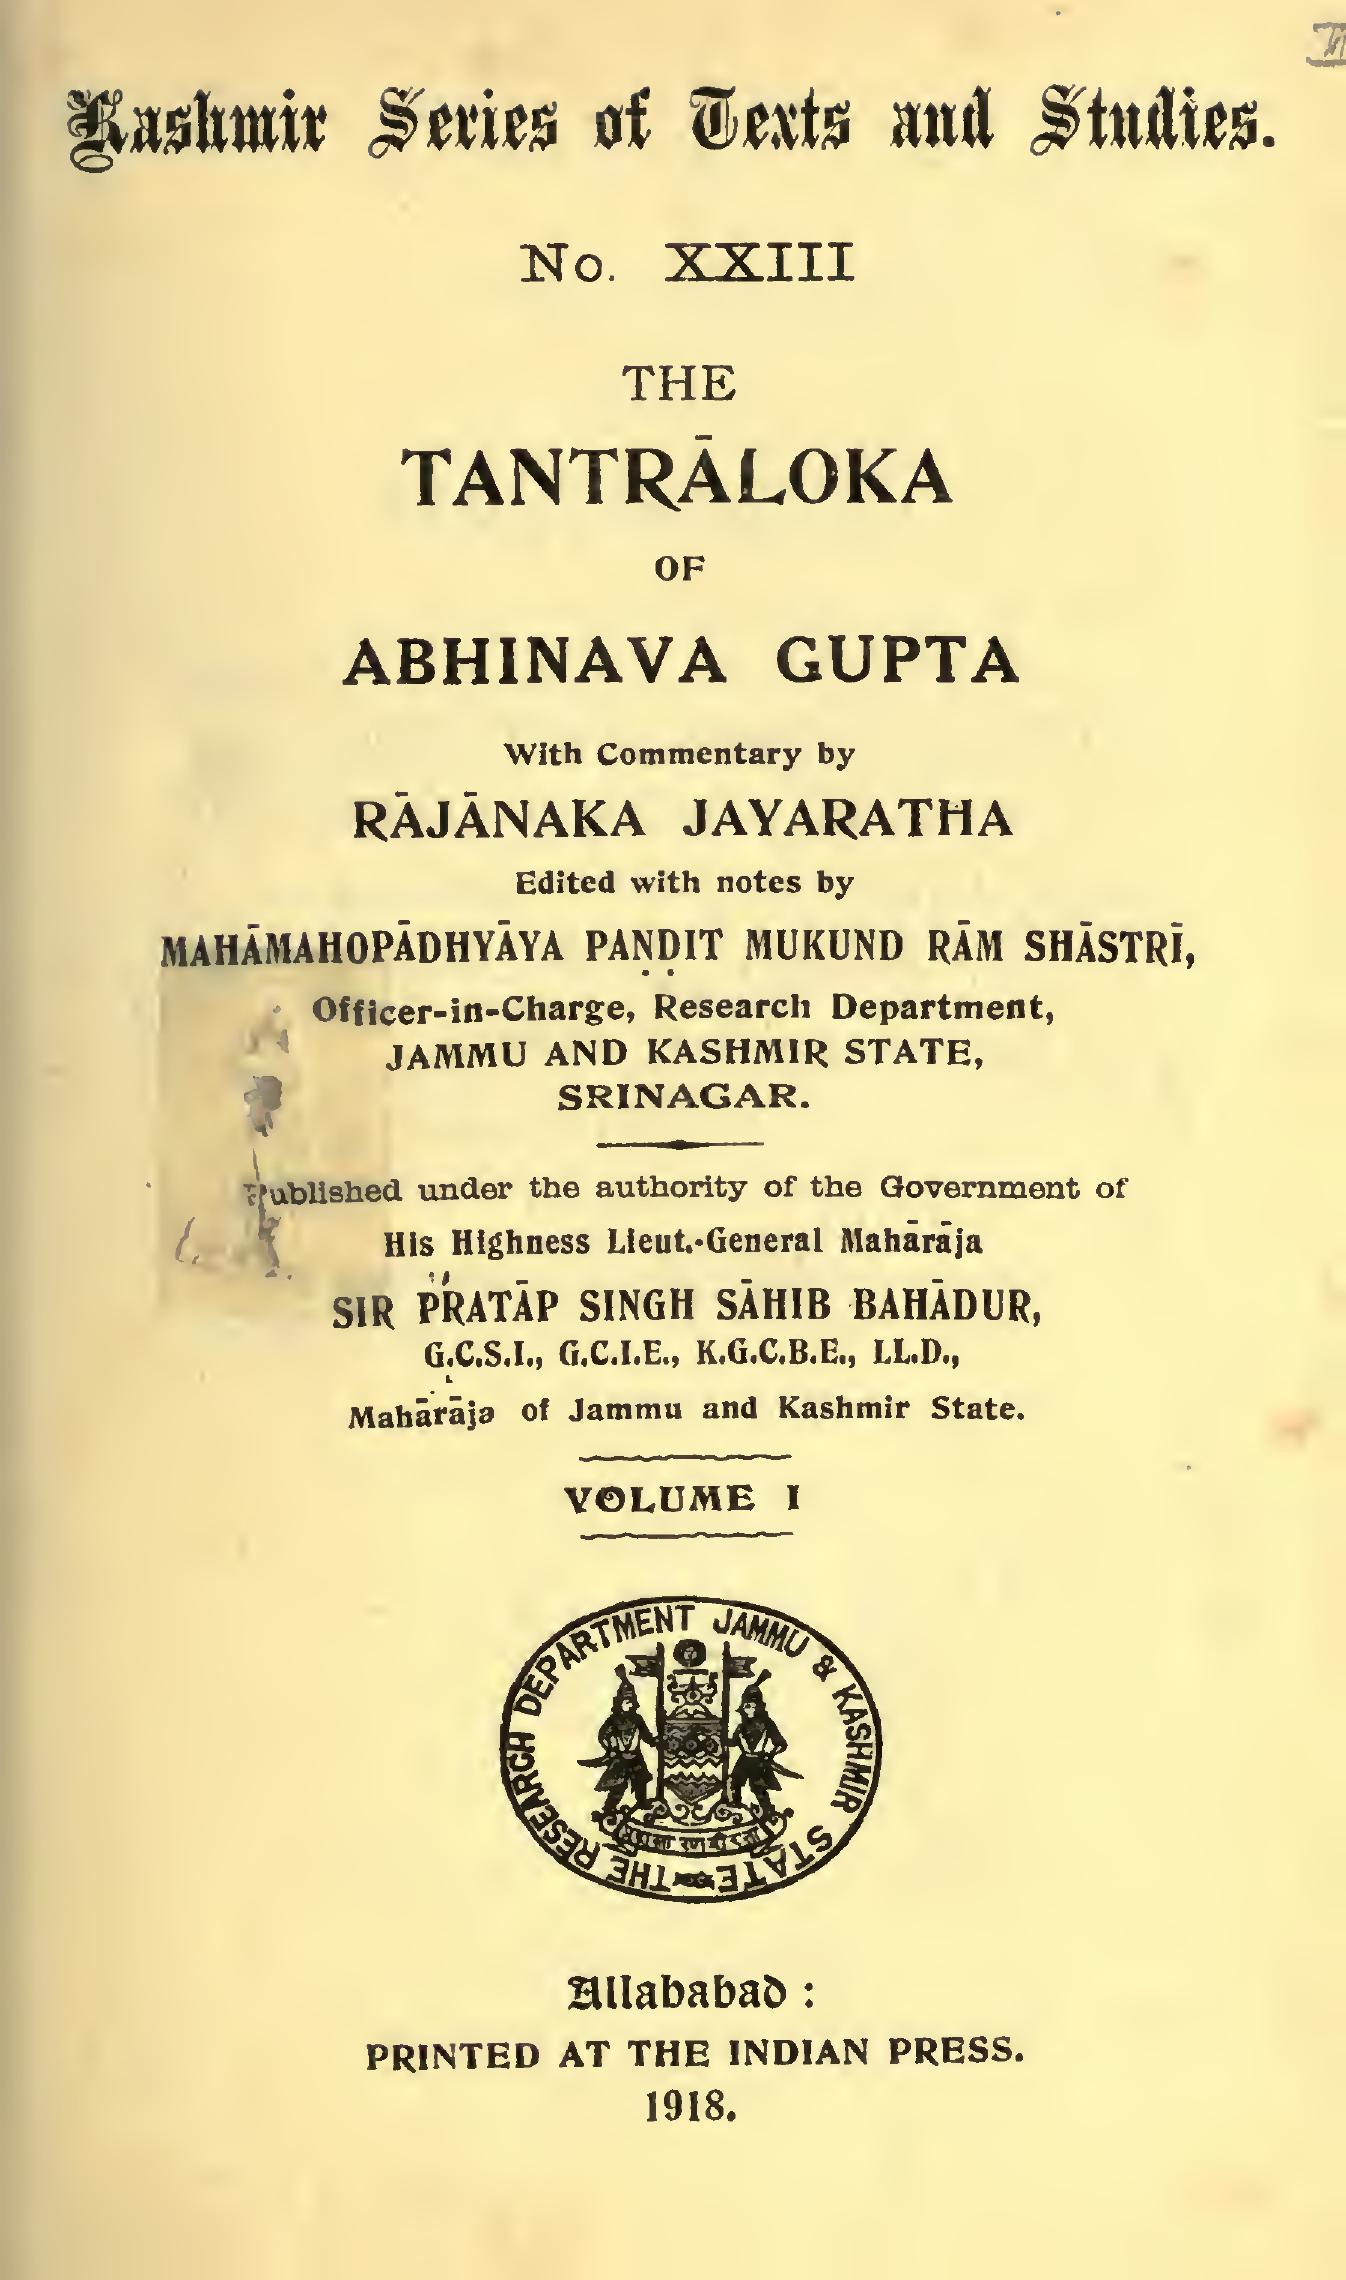 Kashmir Series of Texts and Studies.
No. XXIII
THE
TANTRĀLOKA
OF
ABHINAVA GUPTA
With Commentary by
RĀJĀNAKA JAYARATHA
Edited with notes by
MAHĀMAHOPĀDHYĀYA PAṆḌIT MUKUND RĀM SHĀSTRĪ,
Officer-in-Charge, Research Department,
JAMMU AND KASHMIR STATE,
SRINAGAR.
Published under the authority of the Government of
His Highness Lieut.-General Mahārāja
SIR PRATĀP SINGH SĀHIB BAHĀDUR,
G.C.S.I., G.C.I.E., K.G.C.B.E., LL.D.,
Mahārāja of Jammu and Kashmir State.
VOLUME I
THE RESEARCH DEPARTMENT JAMMU & KASHMIR STATE
Allahabad :
PRINTED AT THE INDIAN PRESS.
1918.